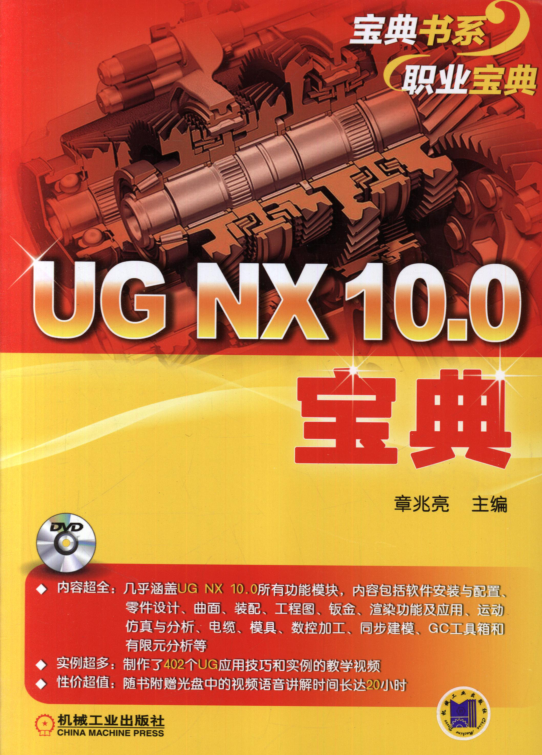 宝典书系
职业宝典
UG NX 10.0
宝典
章兆亮 主编
DVD
◆ 内容超全：几乎涵盖UG NX 10.0所有功能模块，内容包括软件安装与配置、
零件设计、曲面、装配、工程图、钣金、渲染功能及应用、运动
仿真与分析、电缆、模具、数控加工、同步建模、GC工具箱和
有限元分析等
◆ 实例超多：制作了402个UG应用技巧和实例的教学视频
◆ 性价超值：随书附赠光盘中的视频语音讲解时间长达20小时
机械工业出版社
CHINA MACHINE PRESS